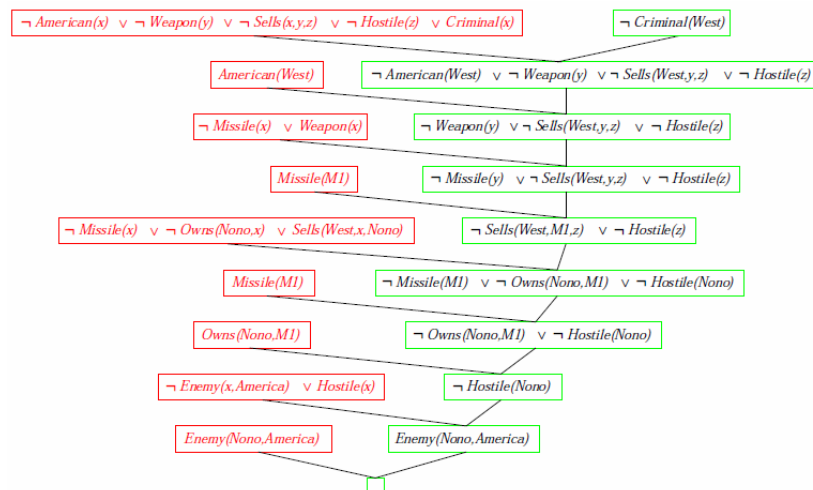 ¬ American(x) ∨ ¬ Weapon(y) ∨ ¬ Sells(x,y,z) ∨ ¬ Hostile(z) ∨ Criminal(x)
¬ Criminal(West)
American(West)
¬ American(West) ∨ ¬ Weapon(y) ∨ ¬ Sells(West,y,z) ∨ ¬ Hostile(z)
¬ Missile(x) ∨ Weapon(x)
¬ Weapon(y) ∨ ¬ Sells(West,y,z) ∨ ¬ Hostile(z)
Missile(M1)
¬ Missile(y) ∨ ¬ Sells(West,y,z) ∨ ¬ Hostile(z)
¬ Missile(x) ∨ ¬ Owns(Nono,x) ∨ Sells(West,x,Nono)
¬ Sells(West,M1,z) ∨ ¬ Hostile(z)
Missile(M1)
¬ Missile(M1) ∨ ¬ Owns(Nono,M1) ∨ ¬ Hostile(Nono)
Owns(Nono,M1)
¬ Owns(Nono,M1) ∨ ¬ Hostile(Nono)
¬ Enemy(x,America) ∨ Hostile(x)
¬ Hostile(Nono)
Enemy(Nono,America)
Enemy(Nono,America)